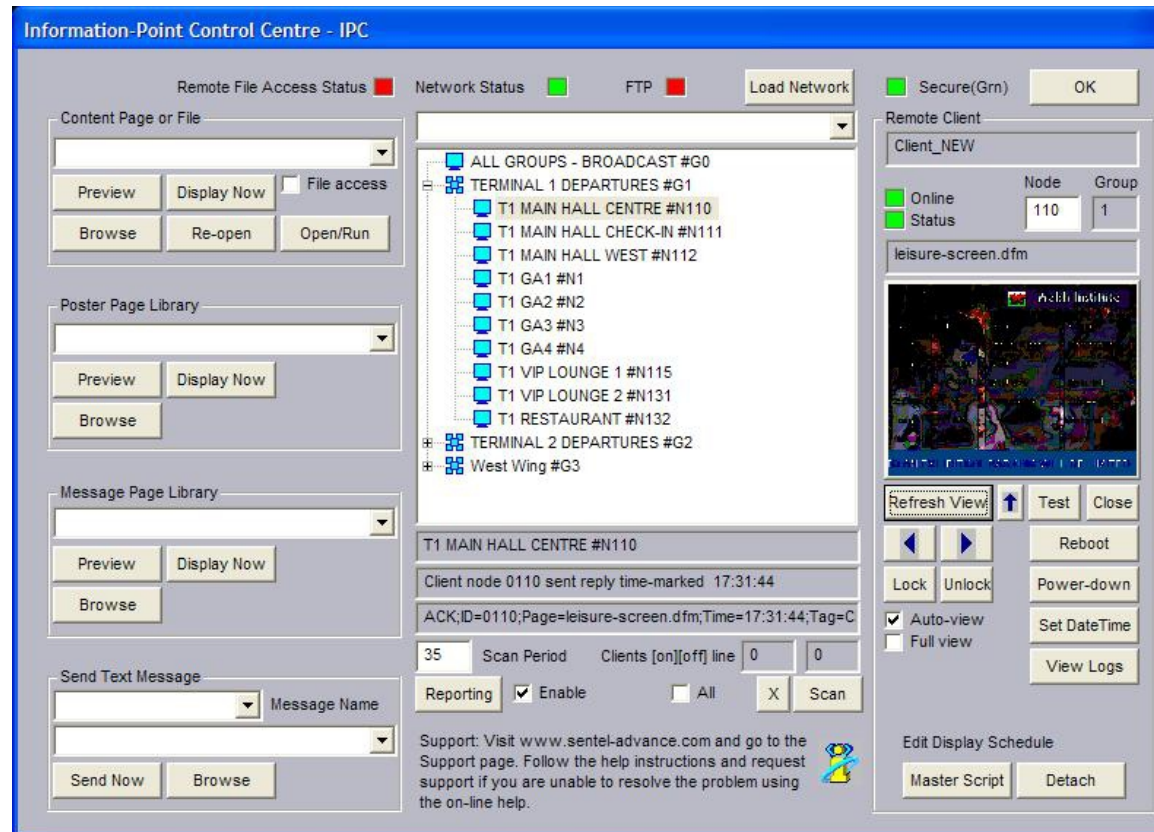 Information-Point Control Centre - IPC
Remote File Access Status
Network Status
FTP
Load Network
Secure(Grn)
OK
Content Page or File
Preview
Display Now
File access
Browse
Re-open
Open/Run
Poster Page Library
Preview
Display Now
Browse
Message Page Library
Preview
Display Now
Browse
Send Text Message
Message Name
Send Now
Browse
ALL GROUPS - BROADCAST #G0
TERMINAL 1 DEPARTURES #G1
T1 MAIN HALL CENTRE #N110
T1 MAIN HALL CHECK-IN #N111
T1 MAIN HALL WEST #N112
T1 GA1 #N1
T1 GA2 #N2
T1 GA3 #N3
T1 GA4 #N4
T1 VIP LOUNGE 1 #N115
T1 VIP LOUNGE 2 #N131
T1 RESTAURANT #N132
TERMINAL 2 DEPARTURES #G2
West Wing #G3
T1 MAIN HALL CENTRE #N110
Client node 0110 sent reply time-marked 17:31:44
ACK;ID=0110;Page=leisure-screen.dfm;Time=17:31:44;Tag=C
35 Scan Period Clients [on][off] line 0 0
Reporting Enable All X Scan
Support: Visit www.sentel-advance.com and go to the
Support page. Follow the help instructions and request
support if you are unable to resolve the problem using
the on-line help.
Remote Client
Client_NEW
Node Group
Online
Status
110 1
leisure-screen.dfm
Institute
Refresh View Test Close
Reboot
Lock Unlock Power-down
Auto-view
Full view
Set DateTime
View Logs
Edit Display Schedule
Master Script Detach